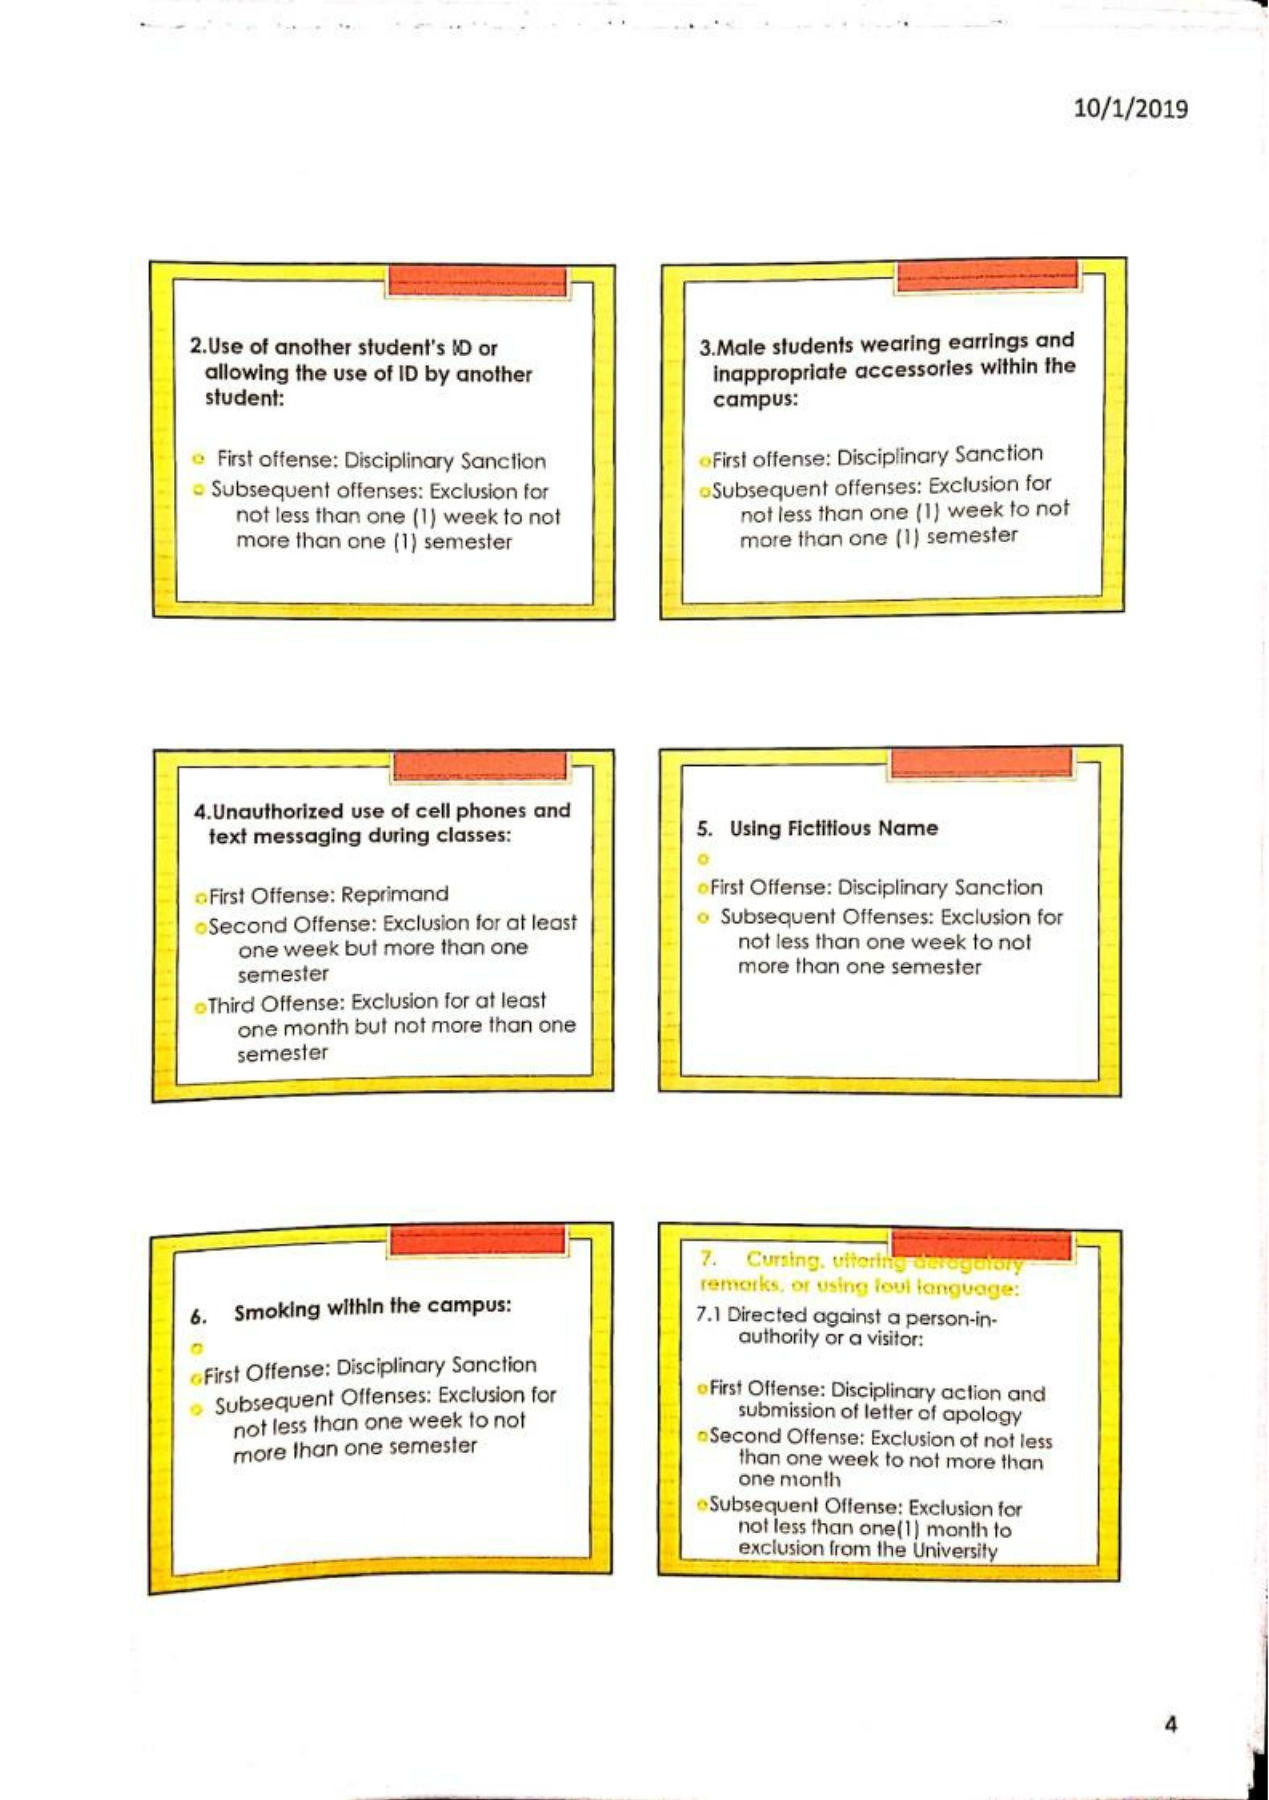 10/1/2019
2.Use of another student's ID or
allowing the use of ID by another
student:
First offense: Disciplinary Sanction
Subsequent offenses: Exclusion for
not less than one (1) week to not
more than one (1) semester
3.Male students wearing earrings and
inappropriate accessories within the
campus:
First offense: Disciplinary Sanction
Subsequent offenses: Exclusion for
not less than one (1) week to not
more than one (1) semester
4.Unauthorized use of cell phones and
text messaging during classes:
First Offense: Reprimand
Second Offense: Exclusion for at least
one week but more than one
semester
Third Offense: Exclusion for at least
one month but not more than one
semester
5. Using Fictitious Name
First Offense: Disciplinary Sanction
Subsequent Offenses: Exclusion for
not less than one week to not
more than one semester
6. Smoking within the campus:
First Offense: Disciplinary Sanction
Subsequent Offenses: Exclusion for
not less than one week to not
more than one semester
7. Cursing, uttering derogatory
remarks, or using foul language:
7.1 Directed against a person-in-
authority or a visitor:
First Offense: Disciplinary action and
submission of letter of apology
Second Offense: Exclusion of not less
than one week to not more than
one month
Subsequent Offense: Exclusion for
not less than one(1) month to
exclusion from the University
4